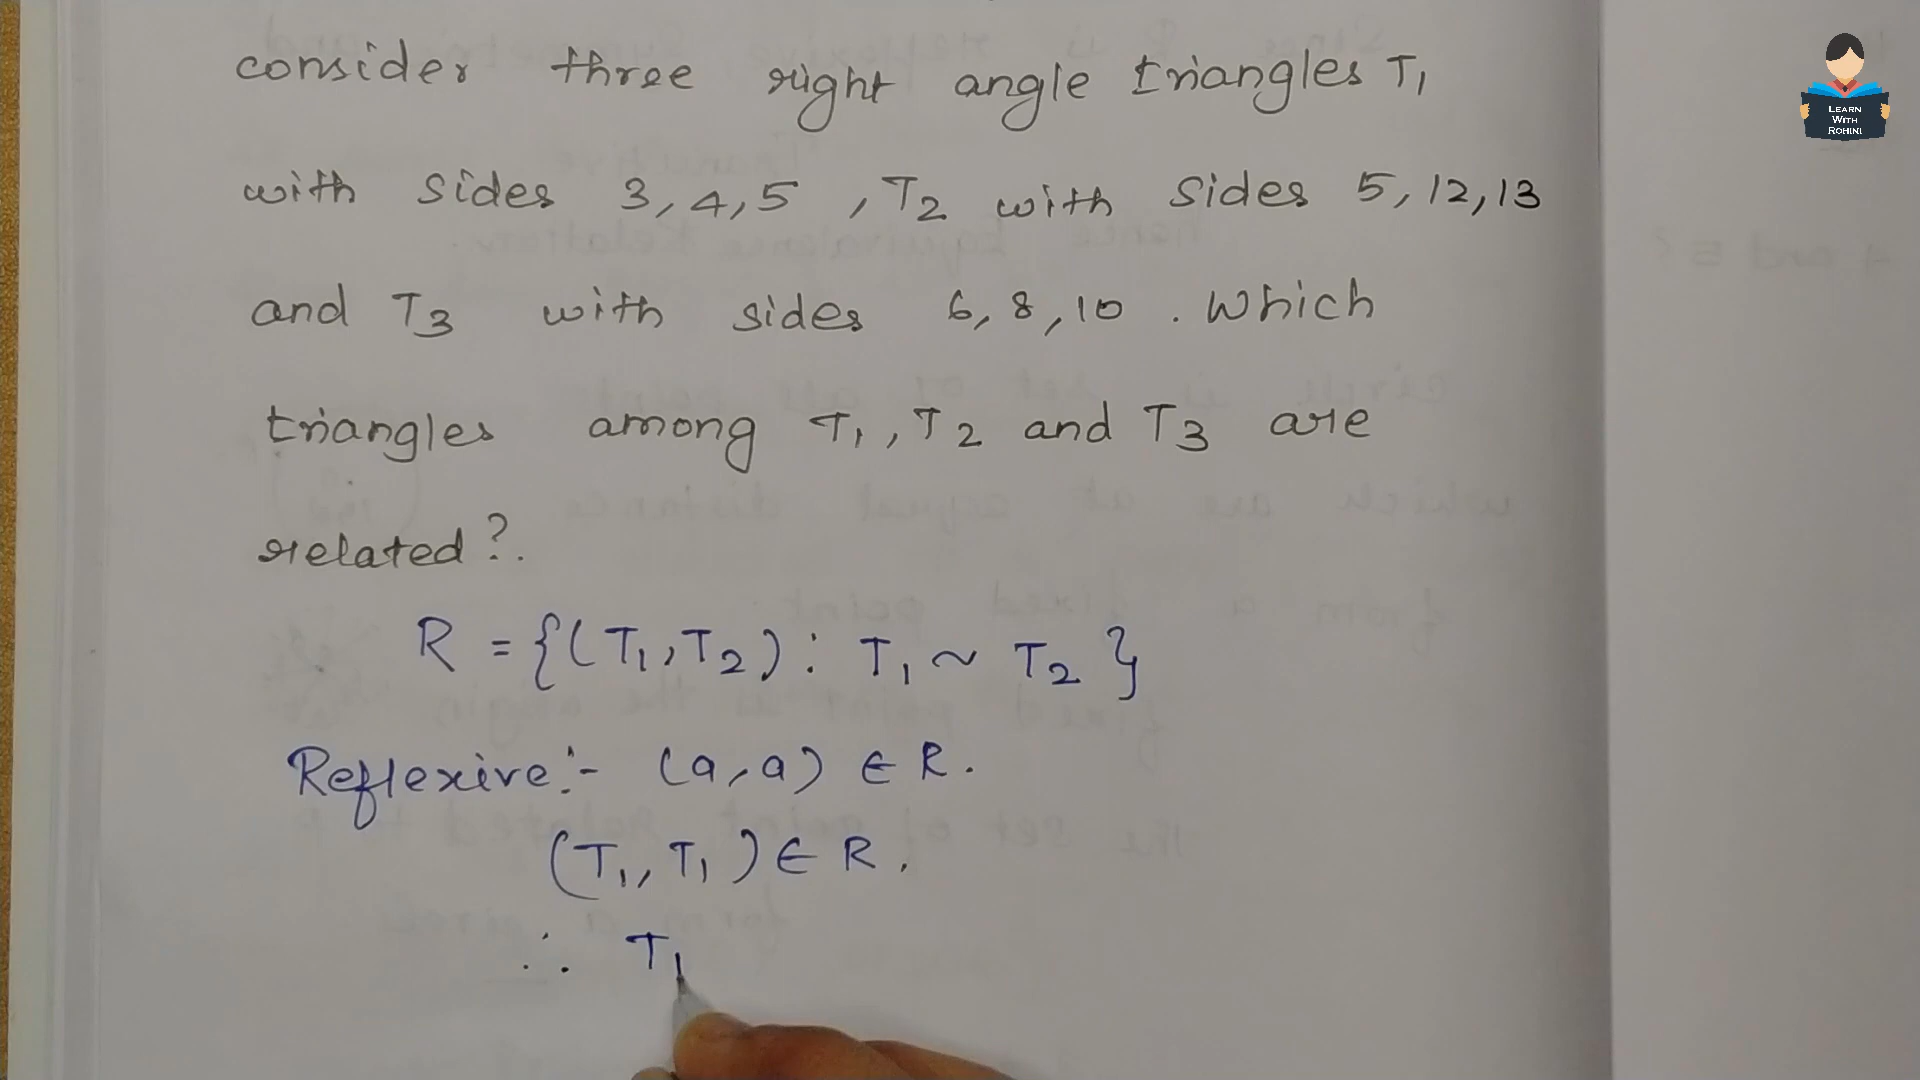 consider three right angle triangles T1
with sides 3,4,5 , T2 with sides 5,12,13
and T3 with sides 6,8,10 . Which
triangles among T1 , T2 and T3 are
related ?.
R = {(T1,T2) : T1 ~ T2 }
Reflexive :- (a,a) ∈ R.
(T1, T1) ∈ R.
∴ T1
LEARN
WITH
ROHINI